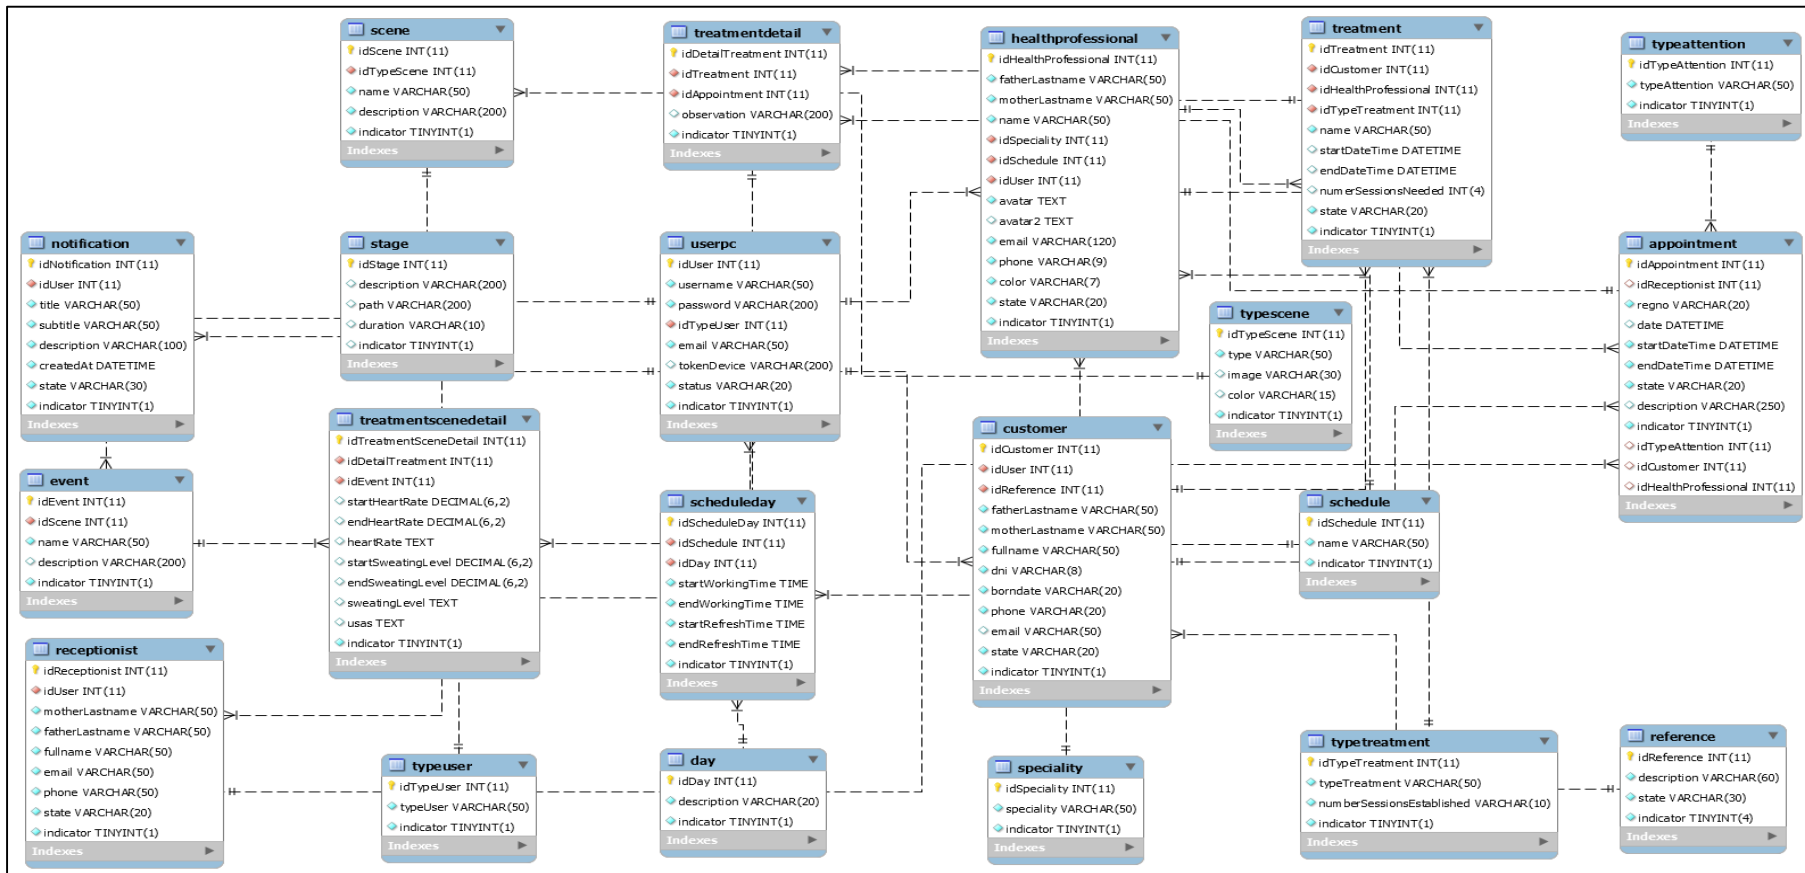 scene
idScene INT(11)
idTypeScene INT(11)
name VARCHAR(50)
description VARCHAR(200)
indicator TINYINT(1)
Indexes
treatmentdetail
idDetailTreatment INT(11)
idTreatment INT(11)
idAppointment INT(11)
observation VARCHAR(200)
indicator TINYINT(1)
Indexes
healthprofessional
idHealthProfessional INT(11)
fatherLastname VARCHAR(50)
motherLastname VARCHAR(50)
name VARCHAR(50)
idSpeciality INT(11)
idSchedule INT(11)
idUser INT(11)
avatar TEXT
avatar2 TEXT
email VARCHAR(120)
phone VARCHAR(9)
color VARCHAR(7)
state VARCHAR(20)
indicator TINYINT(1)
Indexes
treatment
idTreatment INT(11)
idCustomer INT(11)
idHealthProfessional INT(11)
idTypeTreatment INT(11)
name VARCHAR(50)
startDateTime DATETIME
endDateTime DATETIME
numerSessionsNeeded INT(4)
state VARCHAR(20)
indicator TINYINT(1)
Indexes
typeattention
idTypeAttention INT(11)
typeAttention VARCHAR(50)
indicator TINYINT(1)
Indexes
notification
idNotification INT(11)
idUser INT(11)
title VARCHAR(50)
subtitle VARCHAR(50)
description VARCHAR(100)
createdAt DATETIME
state VARCHAR(30)
indicator TINYINT(1)
Indexes
stage
idStage INT(11)
description VARCHAR(200)
path VARCHAR(200)
duration VARCHAR(10)
indicator TINYINT(1)
Indexes
userpc
idUser INT(11)
username VARCHAR(50)
password VARCHAR(200)
idTypeUser INT(11)
email VARCHAR(50)
tokenDevice VARCHAR(200)
status VARCHAR(20)
indicator TINYINT(1)
Indexes
typescene
idTypeScene INT(11)
type VARCHAR(50)
image VARCHAR(30)
color VARCHAR(15)
indicator TINYINT(1)
Indexes
appointment
idAppointment INT(11)
idReceptionist INT(11)
regno VARCHAR(20)
date DATETIME
startDateTime DATETIME
endDateTime DATETIME
state VARCHAR(20)
description VARCHAR(250)
indicator TINYINT(1)
idTypeAttention INT(11)
idCustomer INT(11)
idHealthProfessional INT(11)
Indexes
event
idEvent INT(11)
idScene INT(11)
name VARCHAR(50)
description VARCHAR(200)
indicator TINYINT(1)
Indexes
treatmentscenedetail
idTreatmentSceneDetail INT(11)
idDetailTreatment INT(11)
idEvent INT(11)
startHeartRate DECIMAL(6,2)
endHeartRate DECIMAL(6,2)
heartRate TEXT
startSweatingLevel DECIMAL(6,2)
endSweatingLevel DECIMAL(6,2)
sweatingLevel TEXT
usas TEXT
indicator TINYINT(1)
Indexes
scheduleday
idScheduleDay INT(11)
idSchedule INT(11)
idDay INT(11)
startWorkingTime TIME
endWorkingTime TIME
startRefreshTime TIME
endRefreshTime TIME
indicator TINYINT(1)
Indexes
customer
idCustomer INT(11)
idUser INT(11)
idReference INT(11)
fatherLastname VARCHAR(50)
motherLastname VARCHAR(50)
fullname VARCHAR(50)
dni VARCHAR(8)
borndate VARCHAR(20)
phone VARCHAR(20)
email VARCHAR(50)
state VARCHAR(20)
indicator TINYINT(1)
Indexes
schedule
idSchedule INT(11)
name VARCHAR(50)
indicator TINYINT(1)
Indexes
receptionist
idReceptionist INT(11)
idUser INT(11)
motherLastname VARCHAR(50)
fatherLastname VARCHAR(50)
fullname VARCHAR(50)
email VARCHAR(50)
phone VARCHAR(50)
state VARCHAR(20)
indicator TINYINT(1)
Indexes
typeuser
idTypeUser INT(11)
typeUser VARCHAR(50)
indicator TINYINT(1)
Indexes
day
idDay INT(11)
description VARCHAR(20)
indicator TINYINT(1)
Indexes
speciality
idSpeciality INT(11)
speciality VARCHAR(50)
indicator TINYINT(1)
Indexes
typetreatment
idTypeTreatment INT(11)
typeTreatment VARCHAR(50)
numberSessionsEstablished VARCHAR(10)
indicator TINYINT(1)
Indexes
reference
idReference INT(11)
description VARCHAR(60)
state VARCHAR(30)
indicator TINYINT(4)
Indexes